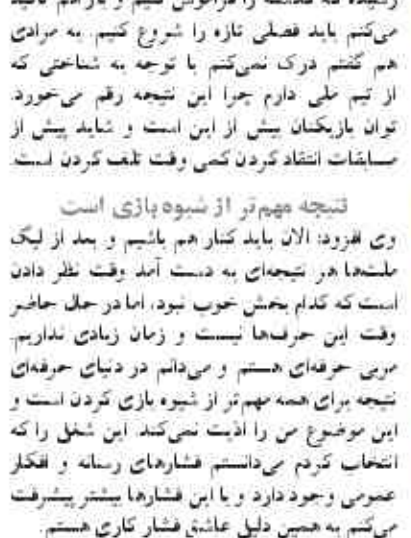 رسیده که گذشته را فراموش کنیم و باز هم تاکید
می‌کنم باید فصلی تازه را شروع کنیم. به مرادی
هم گفتم درک نمی‌کنم با توجه به شناختی که
از تیم ملی دارم چرا این نتیجه رقم می‌خورد.
توان بازیکنان بیش از این است و شاید پیش از
مسابقات انتقاد کردن کمی وقت تلف کردن است.
نتیجه مهم‌تر از شیوه بازی است
وی افزود: الان باید کنار هم باشیم و بعد از لیگ
ملت‌ها هر نتیجه‌ای به دست آمد وقت نظر دادن
است که کدام بخش خوب نبود، اما در حال حاضر
وقت این حرف‌ها نیست و زمان زیادی نداریم.
مربی حرفه‌ای هستم و می‌دانم در دنیای حرفه‌ای
نتیجه برای همه مهم‌تر از شیوه بازی کردن است و
این موضوع من را اذیت نمی‌کند. این شغل را که
انتخاب کردم می‌دانستم فشارهای رسانه و افکار
عمومی وجود دارد و با این فشارها بیشتر پیشرفت
می‌کنم به همین دلیل عاشق فشار کاری هستم.